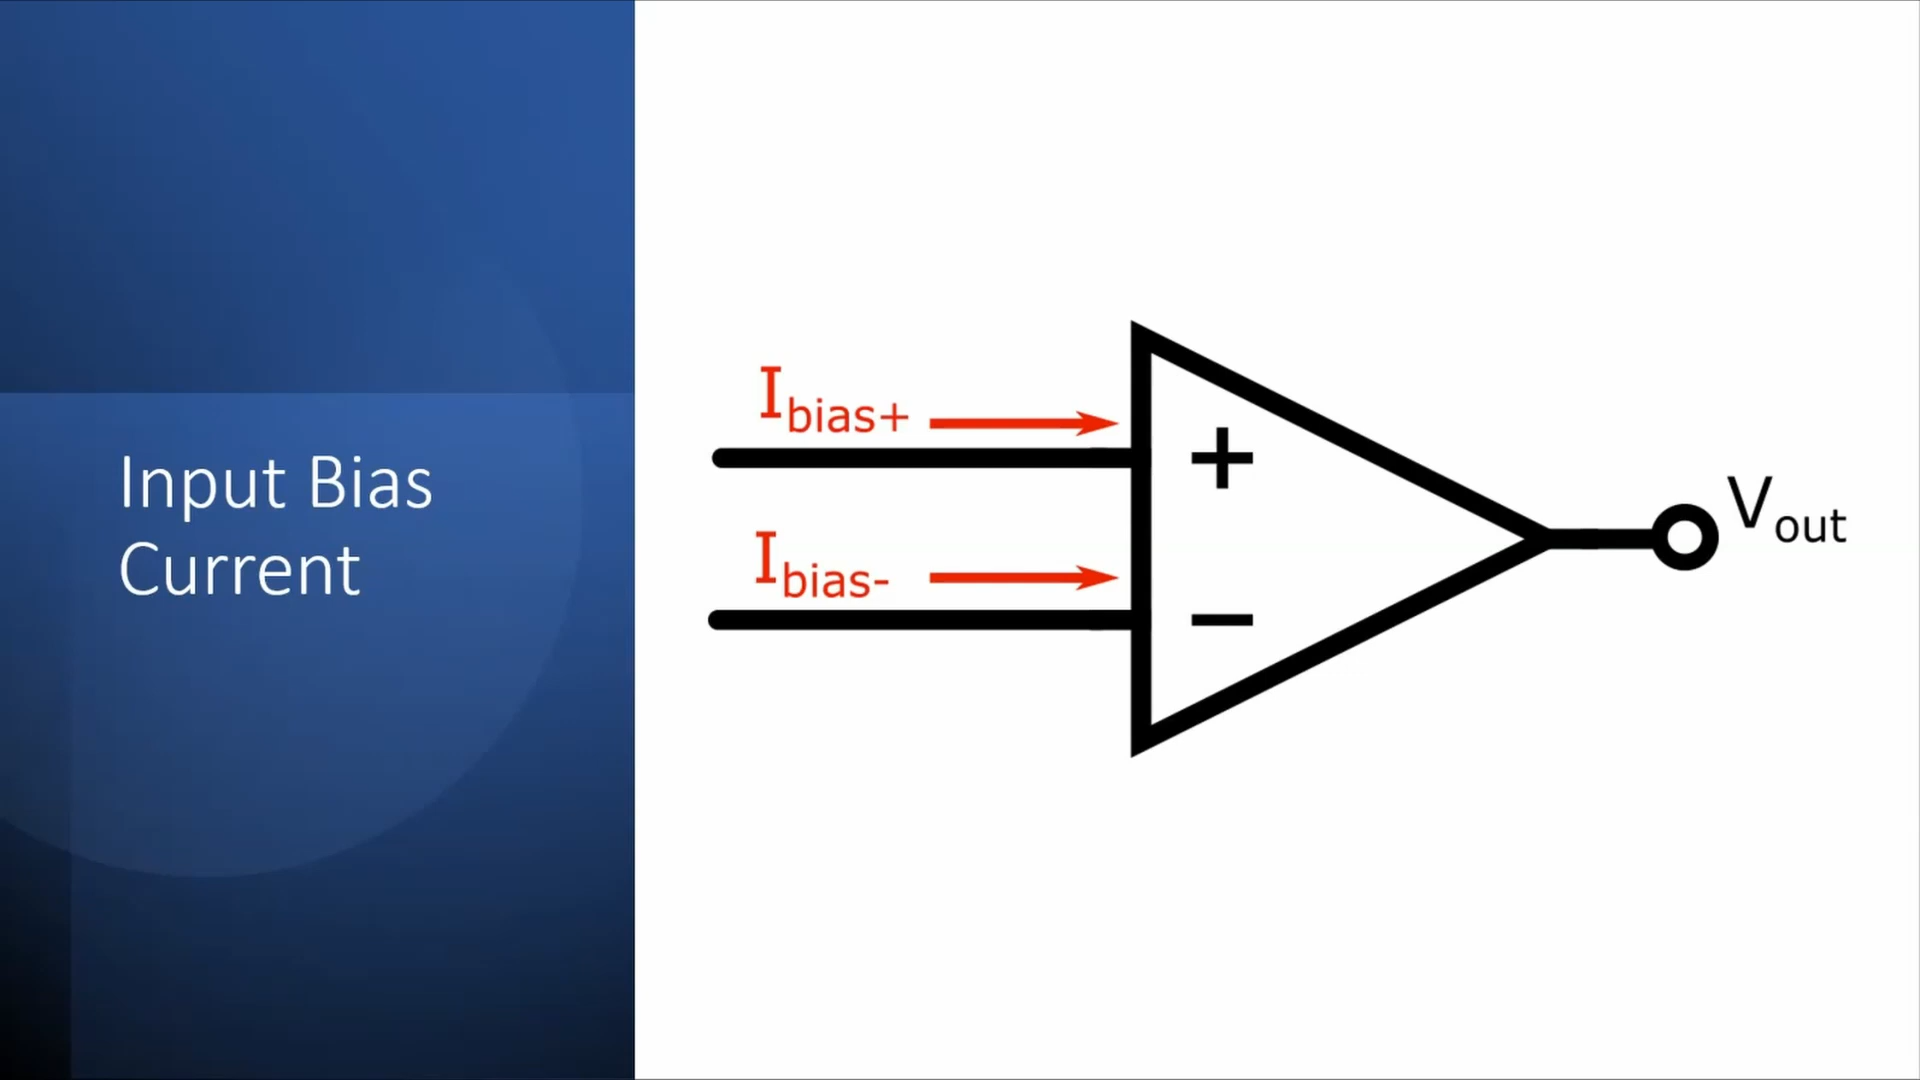 Input Bias
Current
Ibias+
+
Vout
Ibias-
−